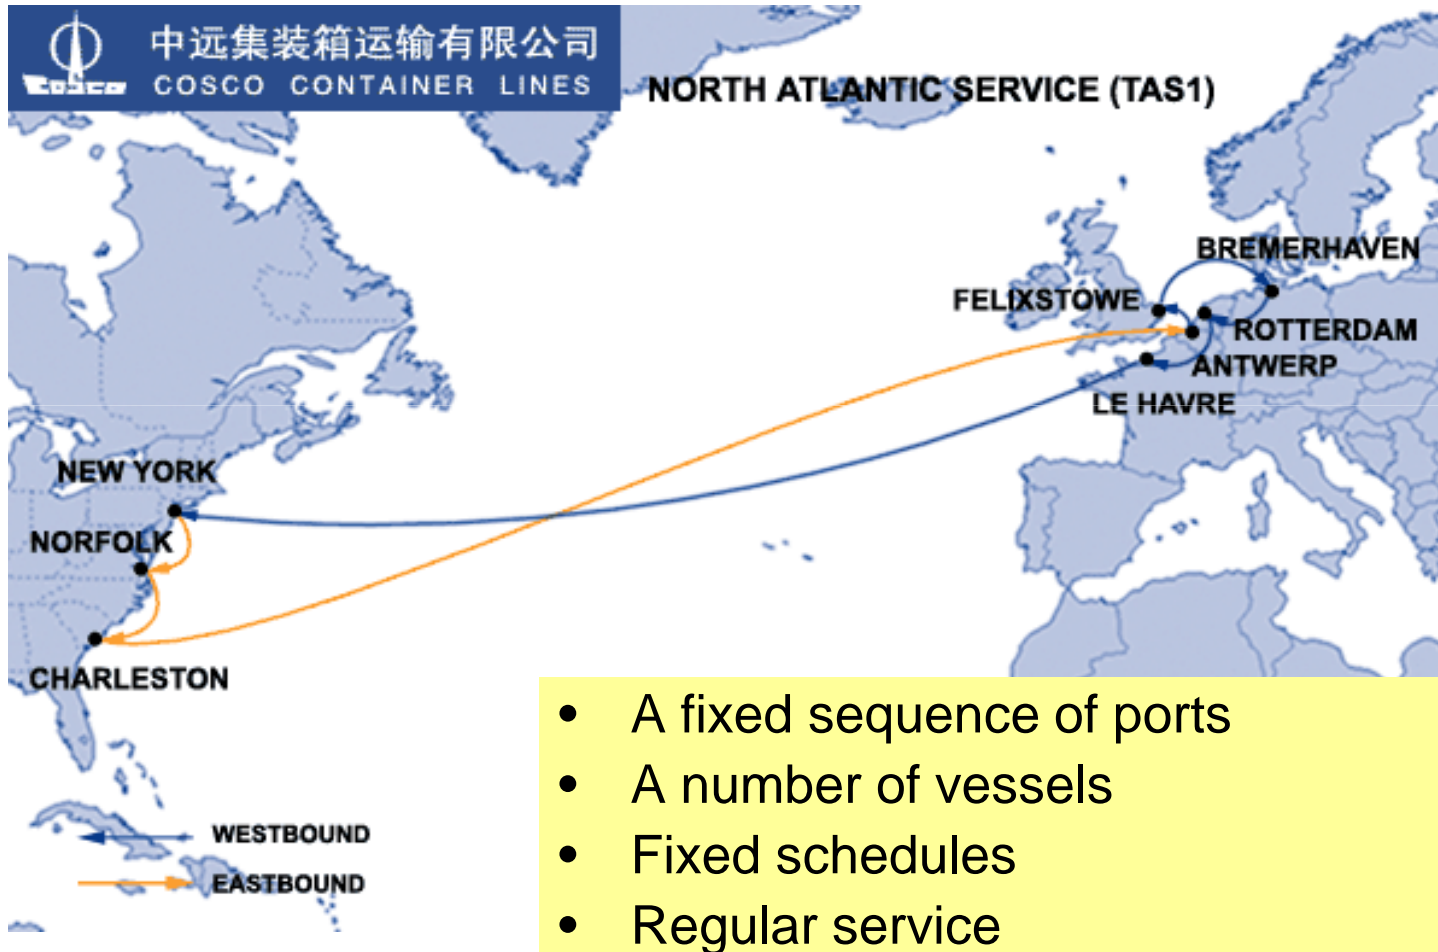 中远集装箱运输有限公司
COSCO
COSCO CONTAINER LINES
NORTH ATLANTIC SERVICE (TAS1)
BREMERHAVEN
FELIXSTOWE
ROTTERDAM
ANTWERP
LE HAVRE
NEW YORK
NORFOLK
CHARLESTON
WESTBOUND
EASTBOUND
• A fixed sequence of ports
• A number of vessels
• Fixed schedules
• Regular service